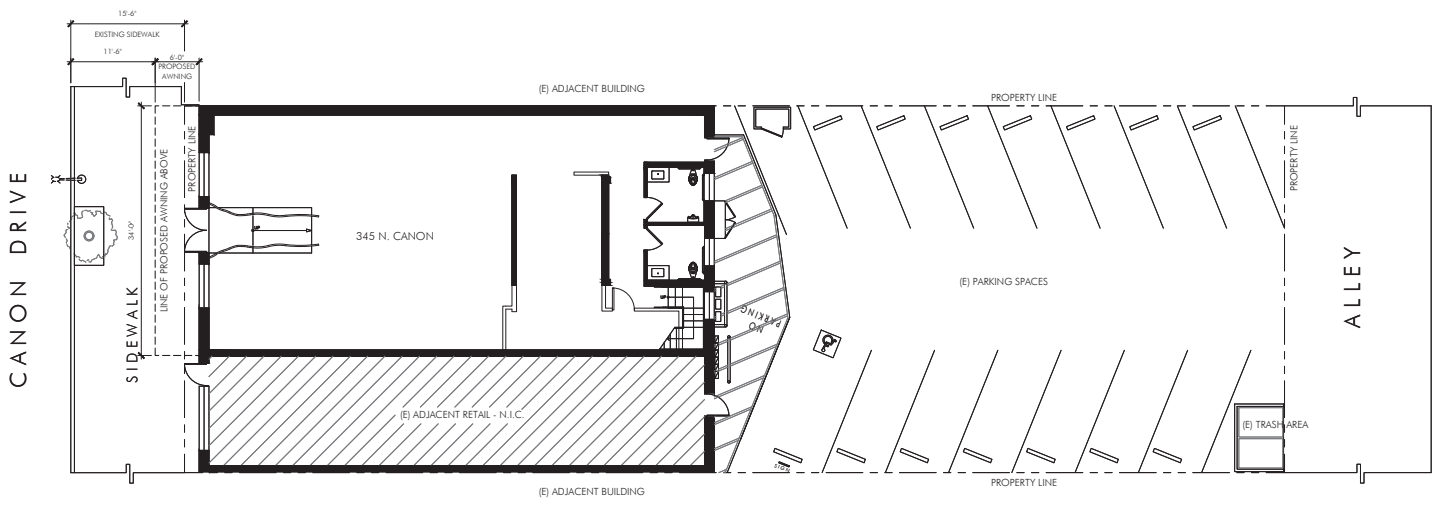 15'-6"
EXISTING SIDEWALK
11'-6"
6'-0"
PROPOSED
AWNING
(E) ADJACENT BUILDING
PROPERTY LINE
CANON DRIVE
SIDEWALK
34'-0"
LINE OF PROPOSED AWNING ABOVE
PROPERTY LINE
345 N. CANON
NO
PARKING
(E) PARKING SPACES
PROPERTY LINE
ALLEY
(E) ADJACENT RETAIL - N.I.C.
(E) TRASH AREA
SIGN
(E) ADJACENT BUILDING
PROPERTY LINE